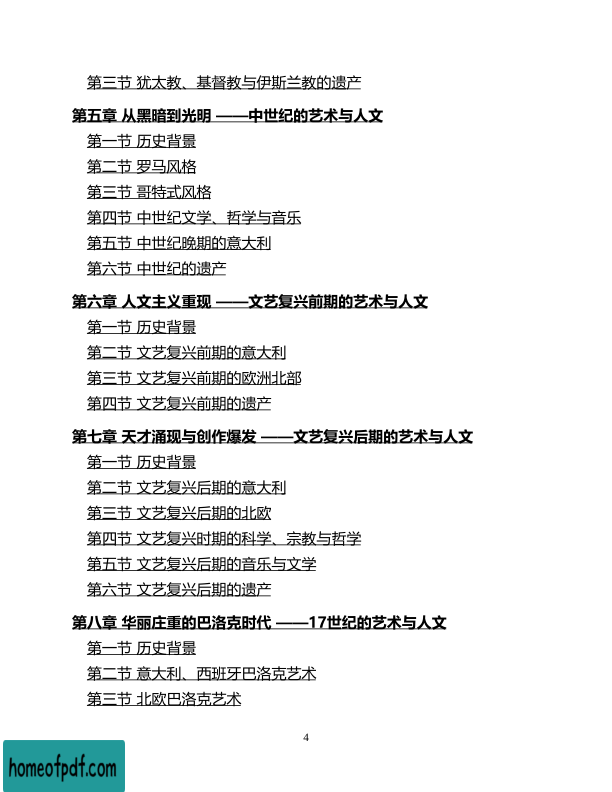 第三节 犹太教、基督教与伊斯兰教的遗产
第五章 从黑暗到光明 ——中世纪的艺术与人文
第一节 历史背景
第二节 罗马风格
第三节 哥特式风格
第四节 中世纪文学、哲学与音乐
第五节 中世纪晚期的意大利
第六节 中世纪的遗产
第六章 人文主义重现 ——文艺复兴前期的艺术与人文
第一节 历史背景
第二节 文艺复兴前期的意大利
第三节 文艺复兴前期的欧洲北部
第四节 文艺复兴前期的遗产
第七章 天才涌现与创作爆发 ——文艺复兴后期的艺术与人文
第一节 历史背景
第二节 文艺复兴后期的意大利
第三节 文艺复兴后期的北欧
第四节 文艺复兴时期的科学、宗教与哲学
第五节 文艺复兴后期的音乐与文学
第六节 文艺复兴后期的遗产
第八章 华丽庄重的巴洛克时代 ——17世纪的艺术与人文
第一节 历史背景
第二节 意大利、西班牙巴洛克艺术
第三节 北欧巴洛克艺术
4
homeofpdf.com